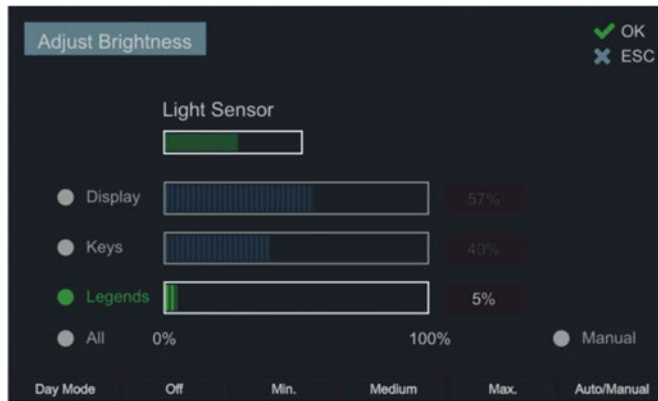 Adjust Brightness
OK
ESC
Light Sensor
Display 57%
Keys 40%
Legends 5%
All 0% 100% Manual
Day Mode Off Min. Medium Max. Auto/Manual